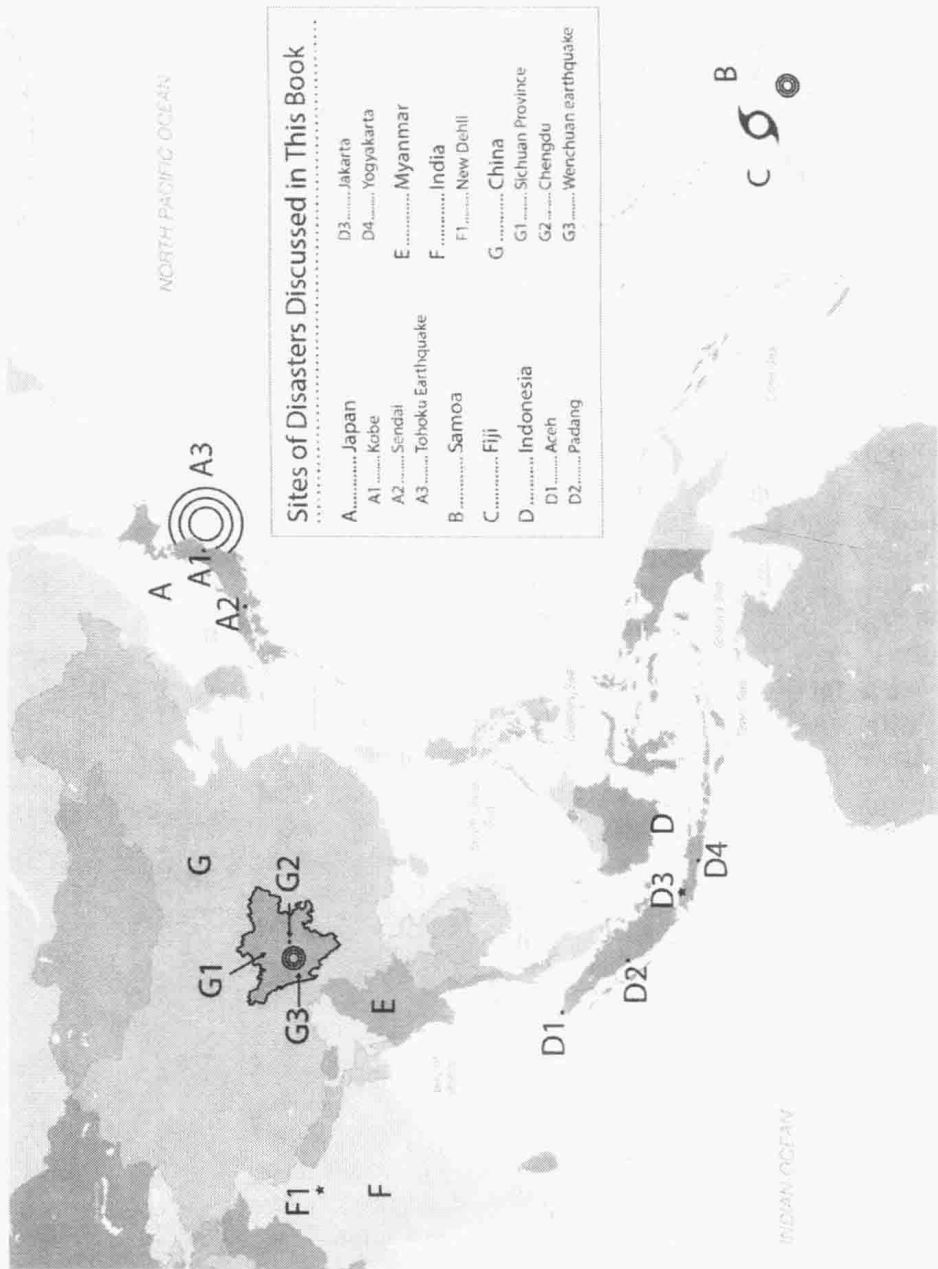 NORTH PACIFIC OCEAN
INDIAN OCEAN
Sites of Disasters Discussed in This Book
A............Japan
A1........Kobe
A2........Sendai
A3........Tohoku Earthquake
B.............Samoa
C.............Fiji
D............Indonesia
D1.......Aceh
D2.......Padang
D3........Jakarta
D4........Yogyakarta
E.............Myanmar
F.............India
F1........New Dehli
G............China
G1........Sichuan Province
G2........Chengdu
G3........Wenchuan earthquake
A
A1
A2
A3
B
C
D
D1
D2
D3
D4
E
F
F1
G
G1
G2
G3